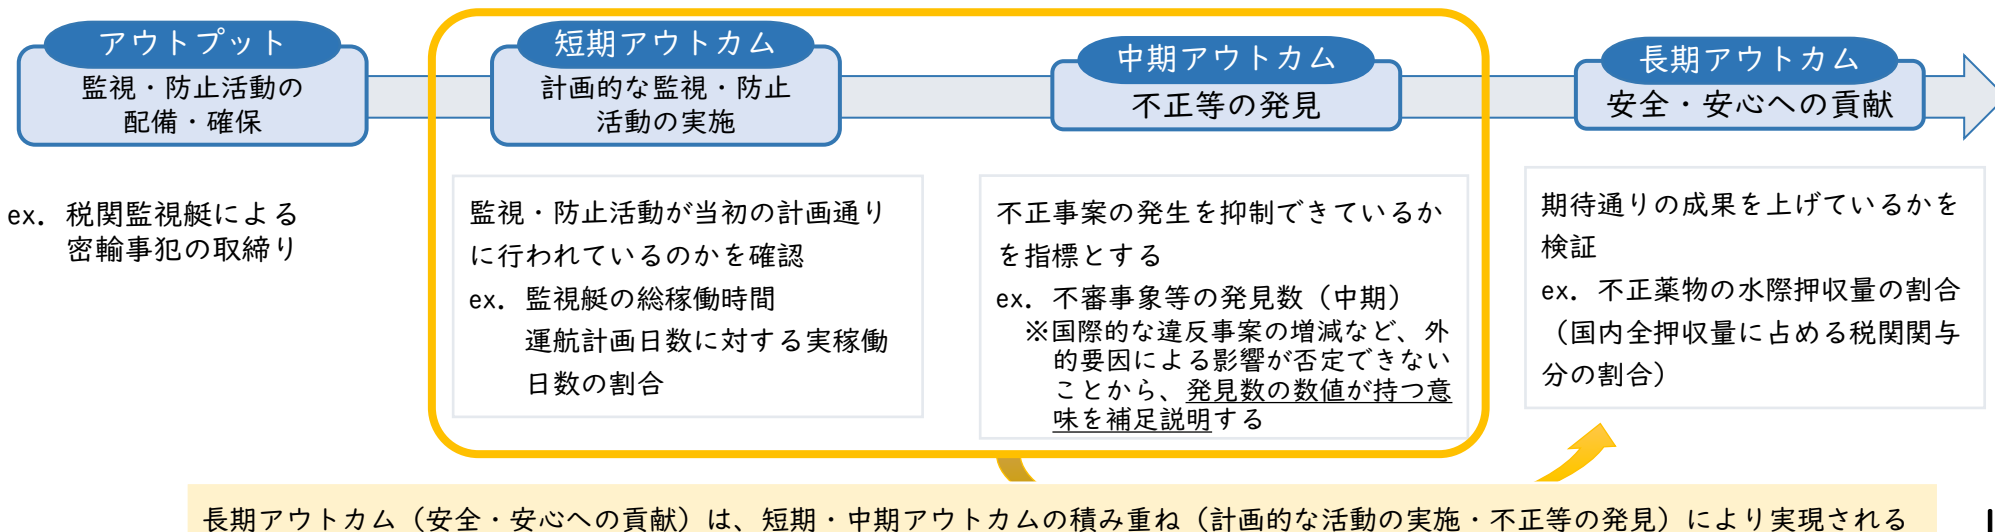 アウトプット
監視・防止活動の
配備・確保
ex. 税関監視艇による
密輸事犯の取締り
短期アウトカム
計画的な監視・防止
活動の実施
監視・防止活動が当初の計画通り
に行われているのかを確認
ex. 監視艇の総稼働時間
運航計画日数に対する実稼働
日数の割合
中期アウトカム
不正等の発見
不正事案の発生を抑制できているか
を指標とする
ex. 不審事象等の発見数（中期）
※国際的な違反事案の増減など、外
的要因による影響が否定できない
ことから、発見数の数値が持つ意
味を補足説明する
長期アウトカム
安全・安心への貢献
期待通りの成果を上げているかを
検証
ex. 不正薬物の水際押収量の割合
（国内全押収量に占める税関関与
分の割合）
長期アウトカム（安全・安心への貢献）は、短期・中期アウトカムの積み重ね（計画的な活動の実施・不正等の発見）により実現される